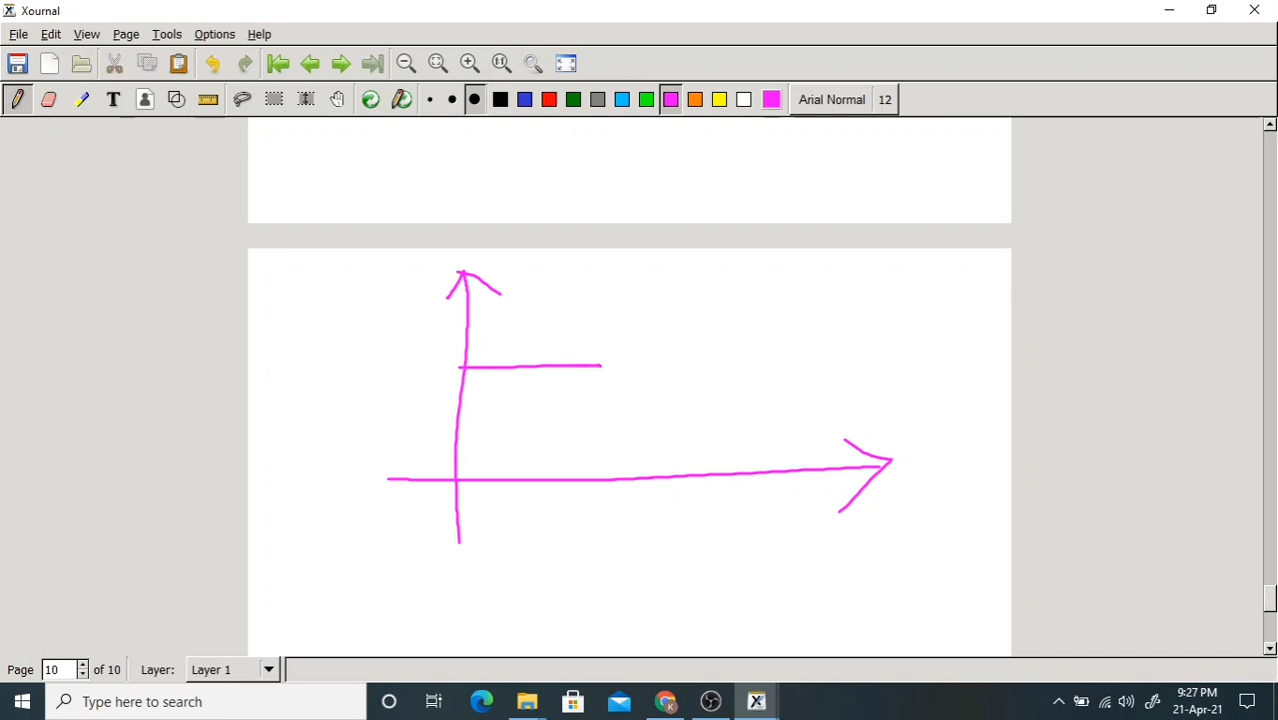 Xournal
File Edit View Page Tools Options Help
T Arial Normal 12
Page 10 of 10 Layer: Layer 1
Type here to search
K
9:27 PM
21-Apr-21